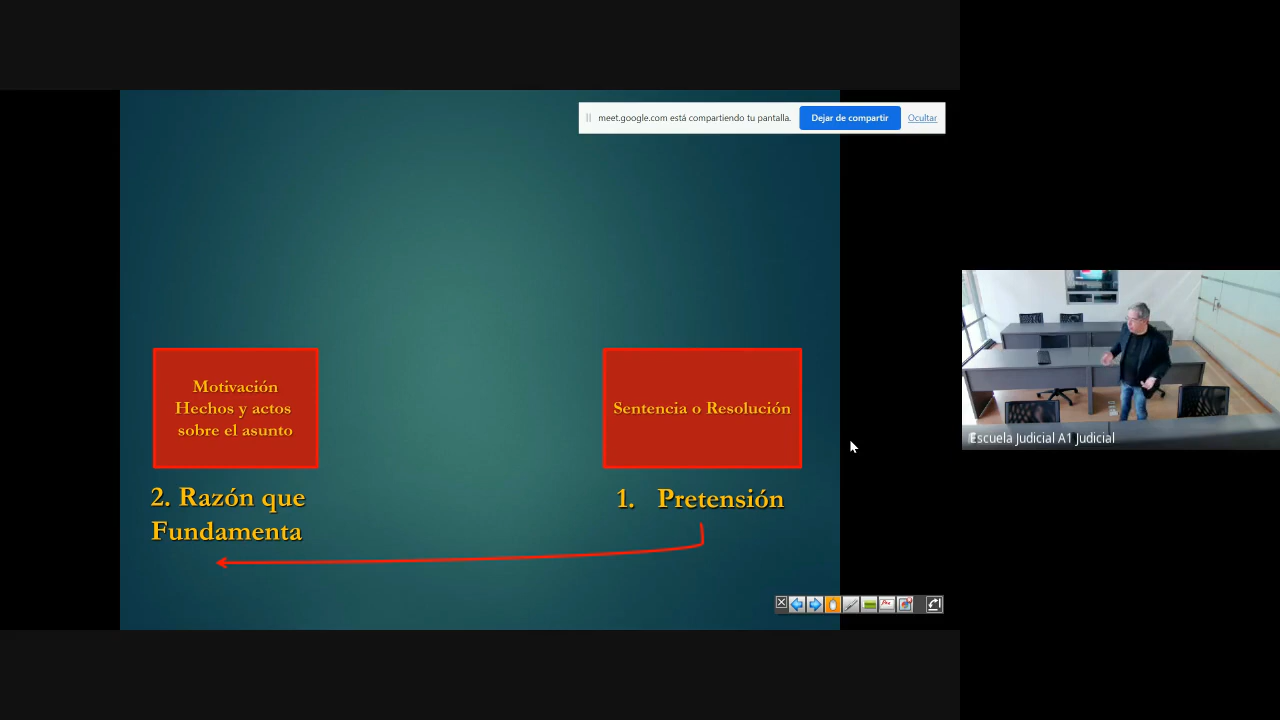 meet.google.com está compartiendo tu pantalla.
Dejar de compartir
Ocultar
Motivación
Hechos y actos
sobre el asunto
Sentencia o Resolución
2. Razón que
Fundamenta
1. Pretensión
Escuela Judicial A1 Judicial